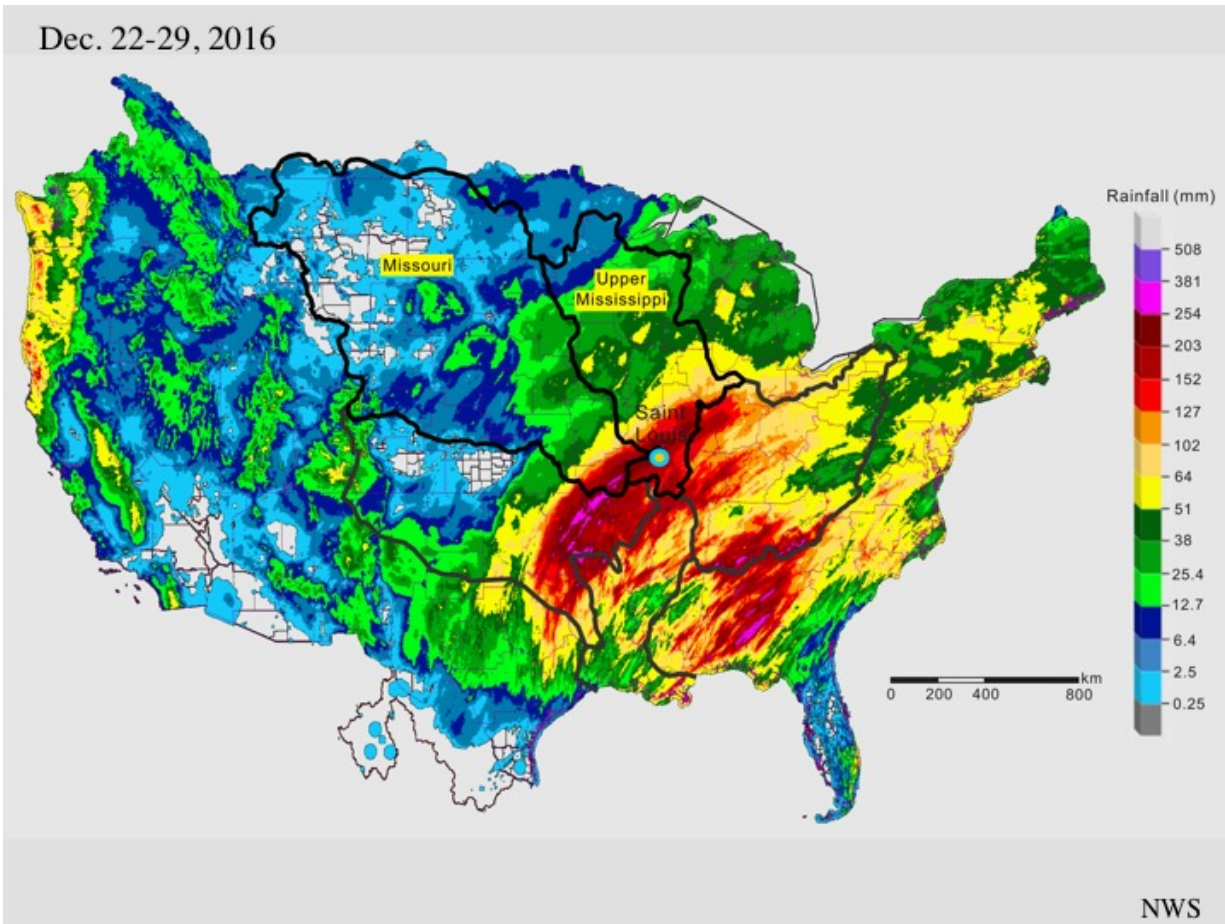 Dec. 22-29, 2016
Rainfall (mm)
508
381
254
203
152
127
102
64
51
38
25.4
12.7
6.4
2.5
0.25
Missouri
Upper
Mississippi
Saint
Louis
km
0 200 400 800
NWS